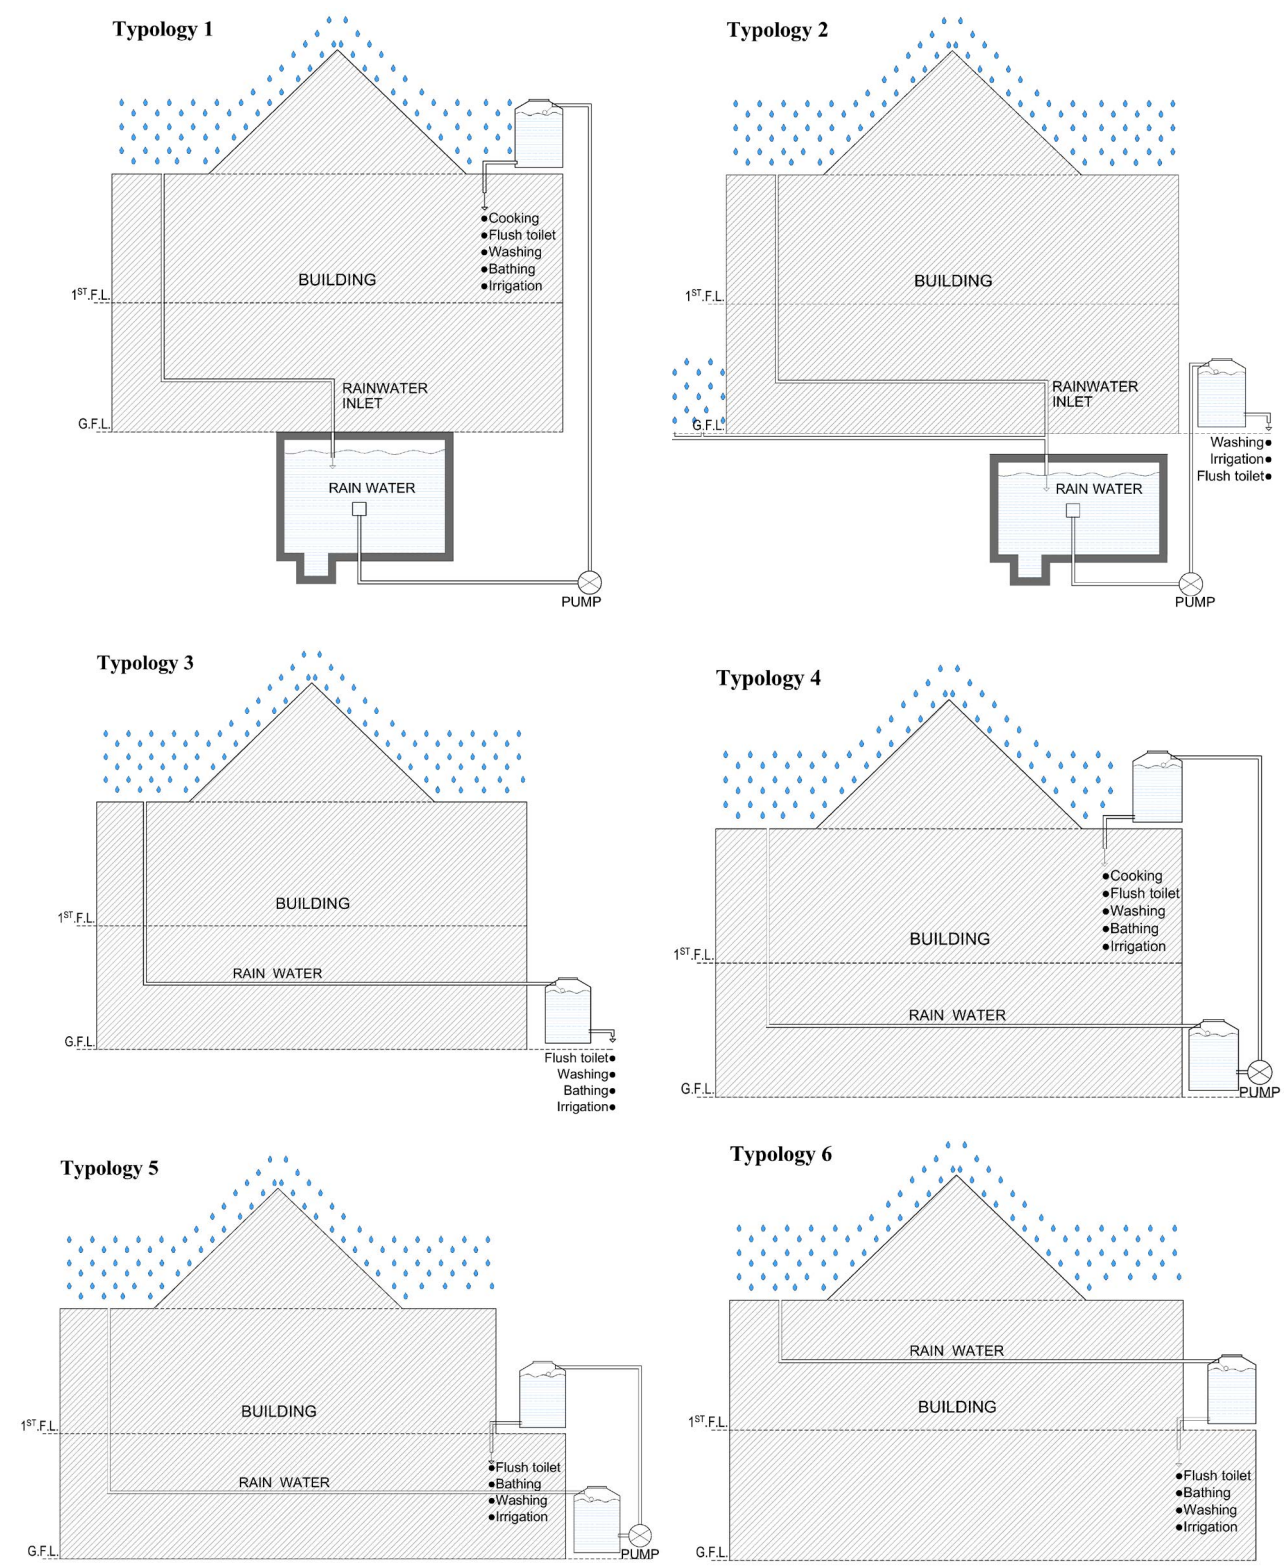 Typology 1
●Cooking
●Flush toilet
●Washing
●Bathing
●Irrigation
BUILDING
1ST.F.L.
RAINWATER
INLET
G.F.L.
RAIN WATER
PUMP
Typology 2
BUILDING
1ST.F.L.
RAINWATER
INLET
G.F.L.
Washing●
Irrigation●
Flush toilet●
RAIN WATER
PUMP
Typology 3
BUILDING
1ST.F.L.
RAIN WATER
G.F.L.
Flush toilet●
Washing●
Bathing●
Irrigation●
Typology 4
●Cooking
●Flush toilet
●Washing
●Bathing
●Irrigation
BUILDING
1ST.F.L.
RAIN WATER
G.F.L.
PUMP
Typology 5
BUILDING
1ST.F.L.
●Flush toilet
●Bathing
●Washing
●Irrigation
RAIN WATER
G.F.L.
PUMP
Typology 6
RAIN WATER
BUILDING
1ST.F.L.
●Flush toilet
●Bathing
●Washing
●Irrigation
G.F.L.